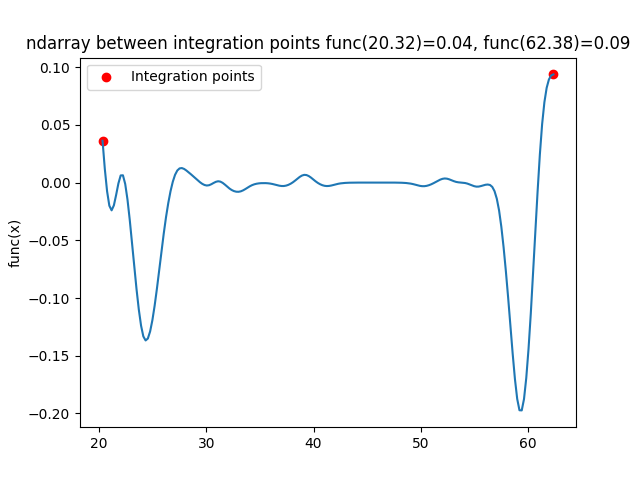 ndarray between integration points func(20.32)=0.04, func(62.38)=0.09
Integration points
0.10
0.05
0.00
−0.05
−0.10
−0.15
−0.20
func(x)
20 30 40 50 60